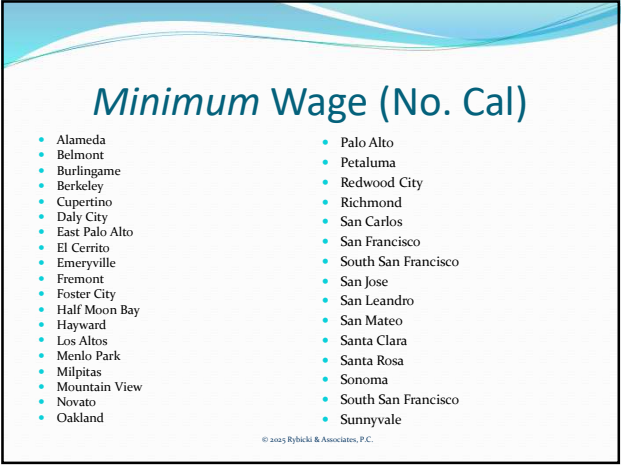 Minimum Wage (No. Cal)
• Alameda
• Belmont
• Burlingame
• Berkeley
• Cupertino
• Daly City
• East Palo Alto
• El Cerrito
• Emeryville
• Fremont
• Foster City
• Half Moon Bay
• Hayward
• Los Altos
• Menlo Park
• Milpitas
• Mountain View
• Novato
• Oakland
• Palo Alto
• Petaluma
• Redwood City
• Richmond
• San Carlos
• San Francisco
• South San Francisco
• San Jose
• San Leandro
• San Mateo
• Santa Clara
• Santa Rosa
• Sonoma
• South San Francisco
• Sunnyvale
© 2025 Rybicki & Associates, P.C.